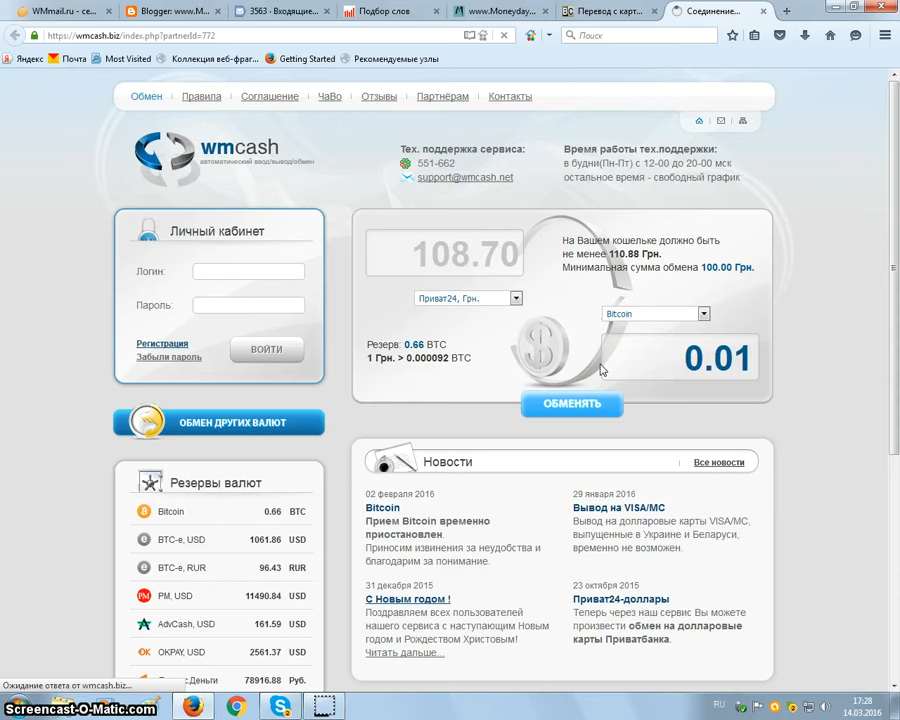 WMmail.ru - се...
Blogger: www.M...
3563 · Входящие...
Подбор слов
www.Moneyday...
Перевод с карт...
Соединение...
https://wmcash.biz/index.php?partnerId=772
Поиск
Яндекс
Почта
Most Visited
Коллекция веб-фраг...
Getting Started
Рекомендуемые узлы
Обмен
Правила
Соглашение
ЧаВо
Отзывы
Партнёрам
Контакты
wmcash
автоматический ввод/вывод/обмен
Тех. поддержка сервиса:
551-662
support@wmcash.net
Время работы тех.поддержки:
в будни(Пн-Пт) с 12-00 до 20-00 мск
остальное время - свободный график
Личный кабинет
Логин:
Пароль:
Регистрация
Забыли пароль
ВОЙТИ
108.70
Приват24, Грн.
На Вашем кошельке должно быть
не менее 110.88 Грн.
Минимальная сумма обмена 100.00 Грн.
Bitcoin
Резерв: 0.66 BTC
1 Грн. > 0.000092 BTC
0.01
ОБМЕНЯТЬ
ОБМЕН ДРУГИХ ВАЛЮТ
Резервы валют
Bitcoin 0.66 BTC
BTC-e, USD 1061.86 USD
BTC-e, RUR 96.43 RUR
PM, USD 11490.84 USD
AdvCash, USD 161.59 USD
OKPAY, USD 2561.37 USD
78916.88 Руб.
Новости
Все новости
02 февраля 2016
Bitcoin
Прием Bitcoin временно
приостановлен.
Приносим извинения за неудобства и
благодарим за понимание.
29 января 2016
Вывод на VISA/MC
Вывод на долларовые карты VISA/MC,
выпущенные в Украине и Беларуси,
временно не возможен.
31 декабря 2015
С Новым годом !
Поздравляем всех пользователей
нашего сервиса с наступающим Новым
годом и Рождеством Христовым!
Читать дальше...
23 октября 2015
Приват24-доллары
Теперь через наш сервис Вы можете
произвести обмен на долларовые
карты Приватбанка.
Ожидание ответа от wmcash.biz...
Screencast-O-Matic.com
RU
17:28
14.03.2016